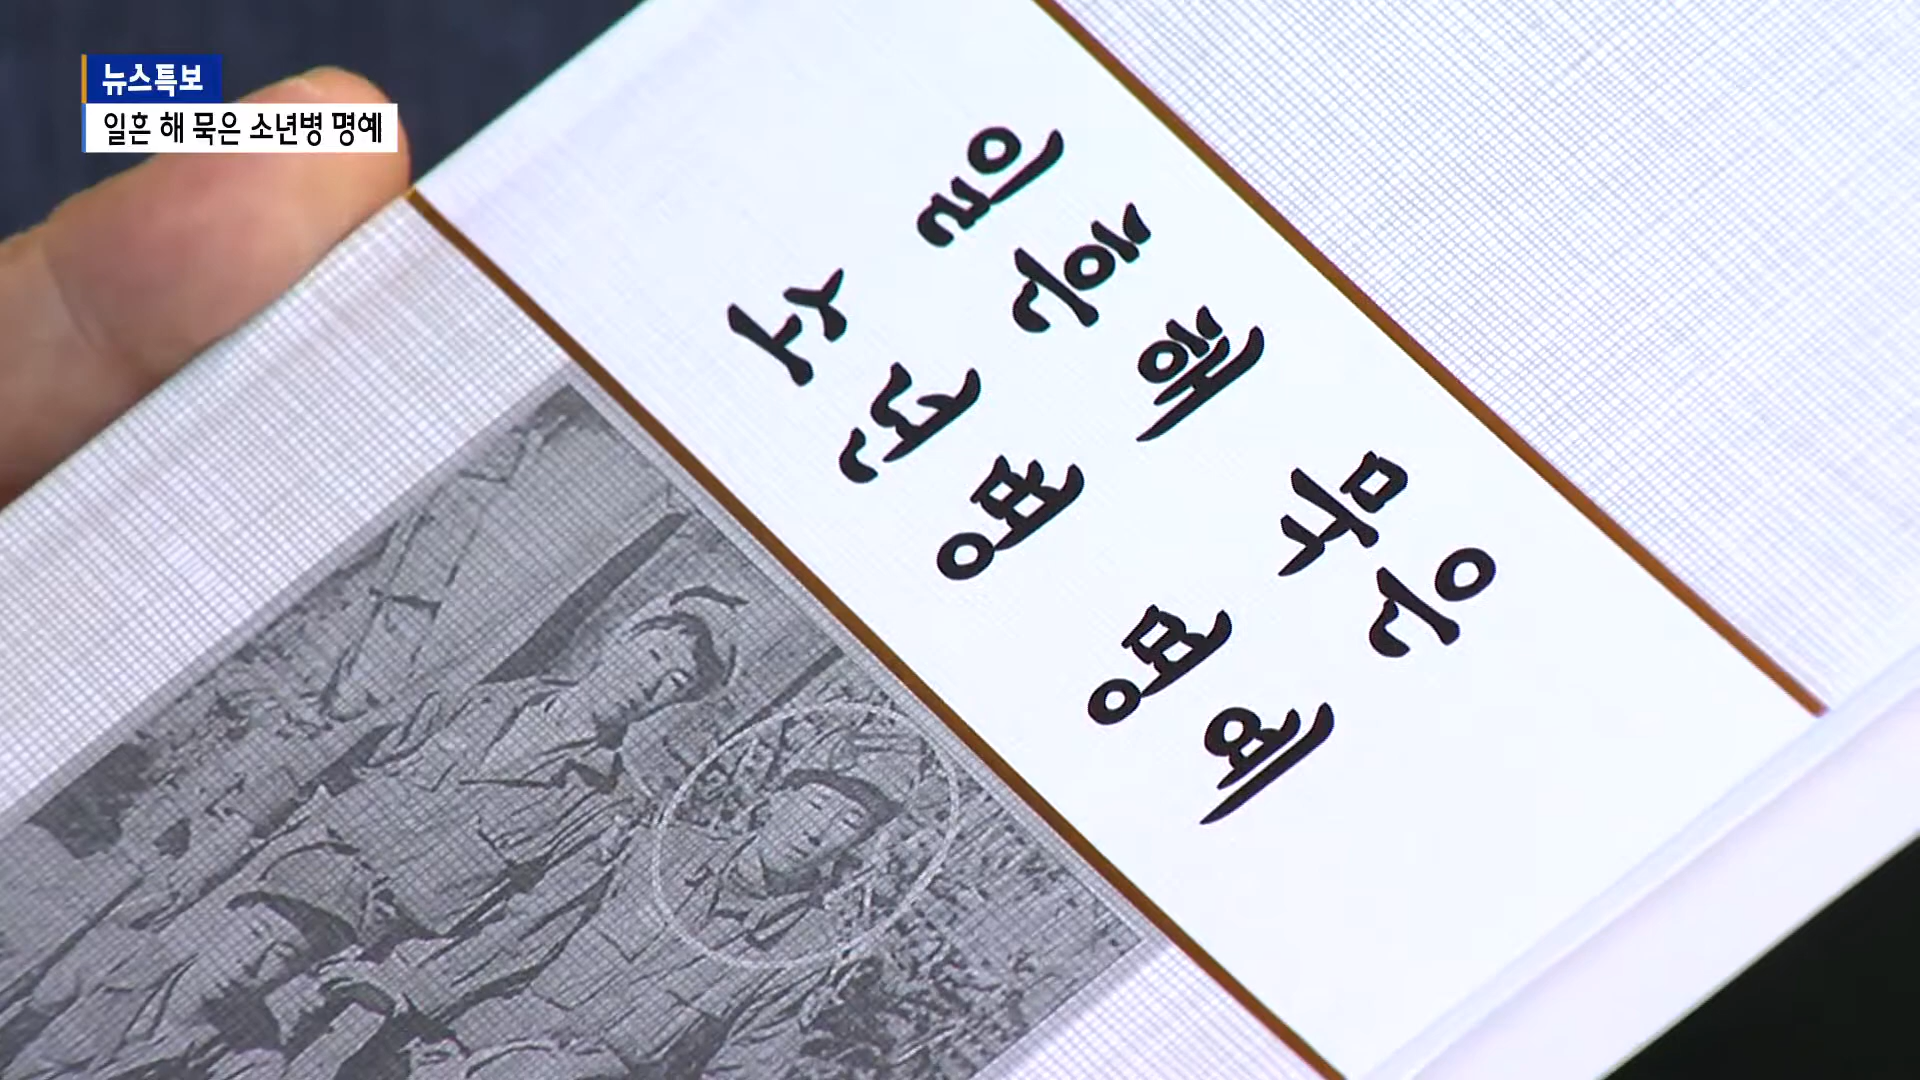 뉴스특보
일흔 해 묵은 소년병 명예
일흔해 묵은
소년병 명예